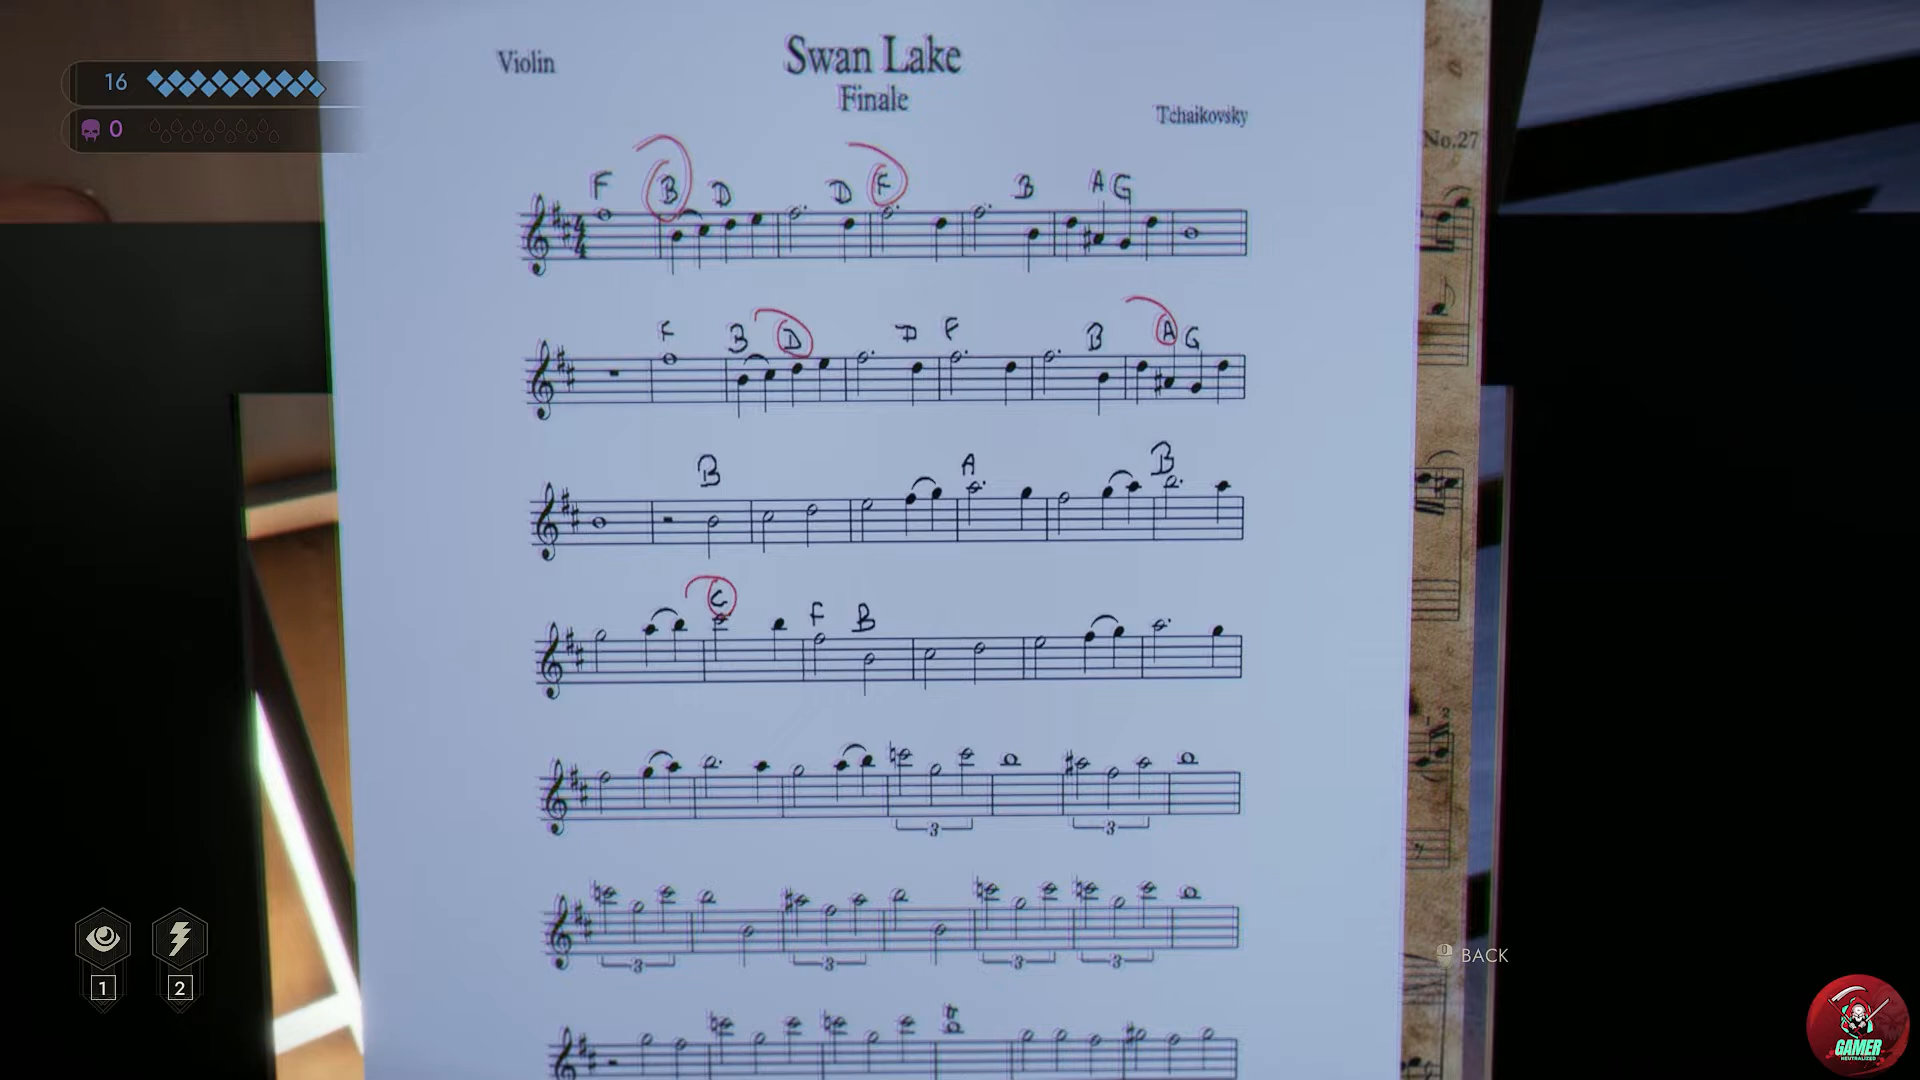 Violin
Swan Lake
Finale
Tchaikovsky
No.27
16
0
F B D D F B A G
F B D D F B A G
B A B
C F B
3 3
3 3 3 3
1 2
BACK
GAMER
NEUTRALIZED